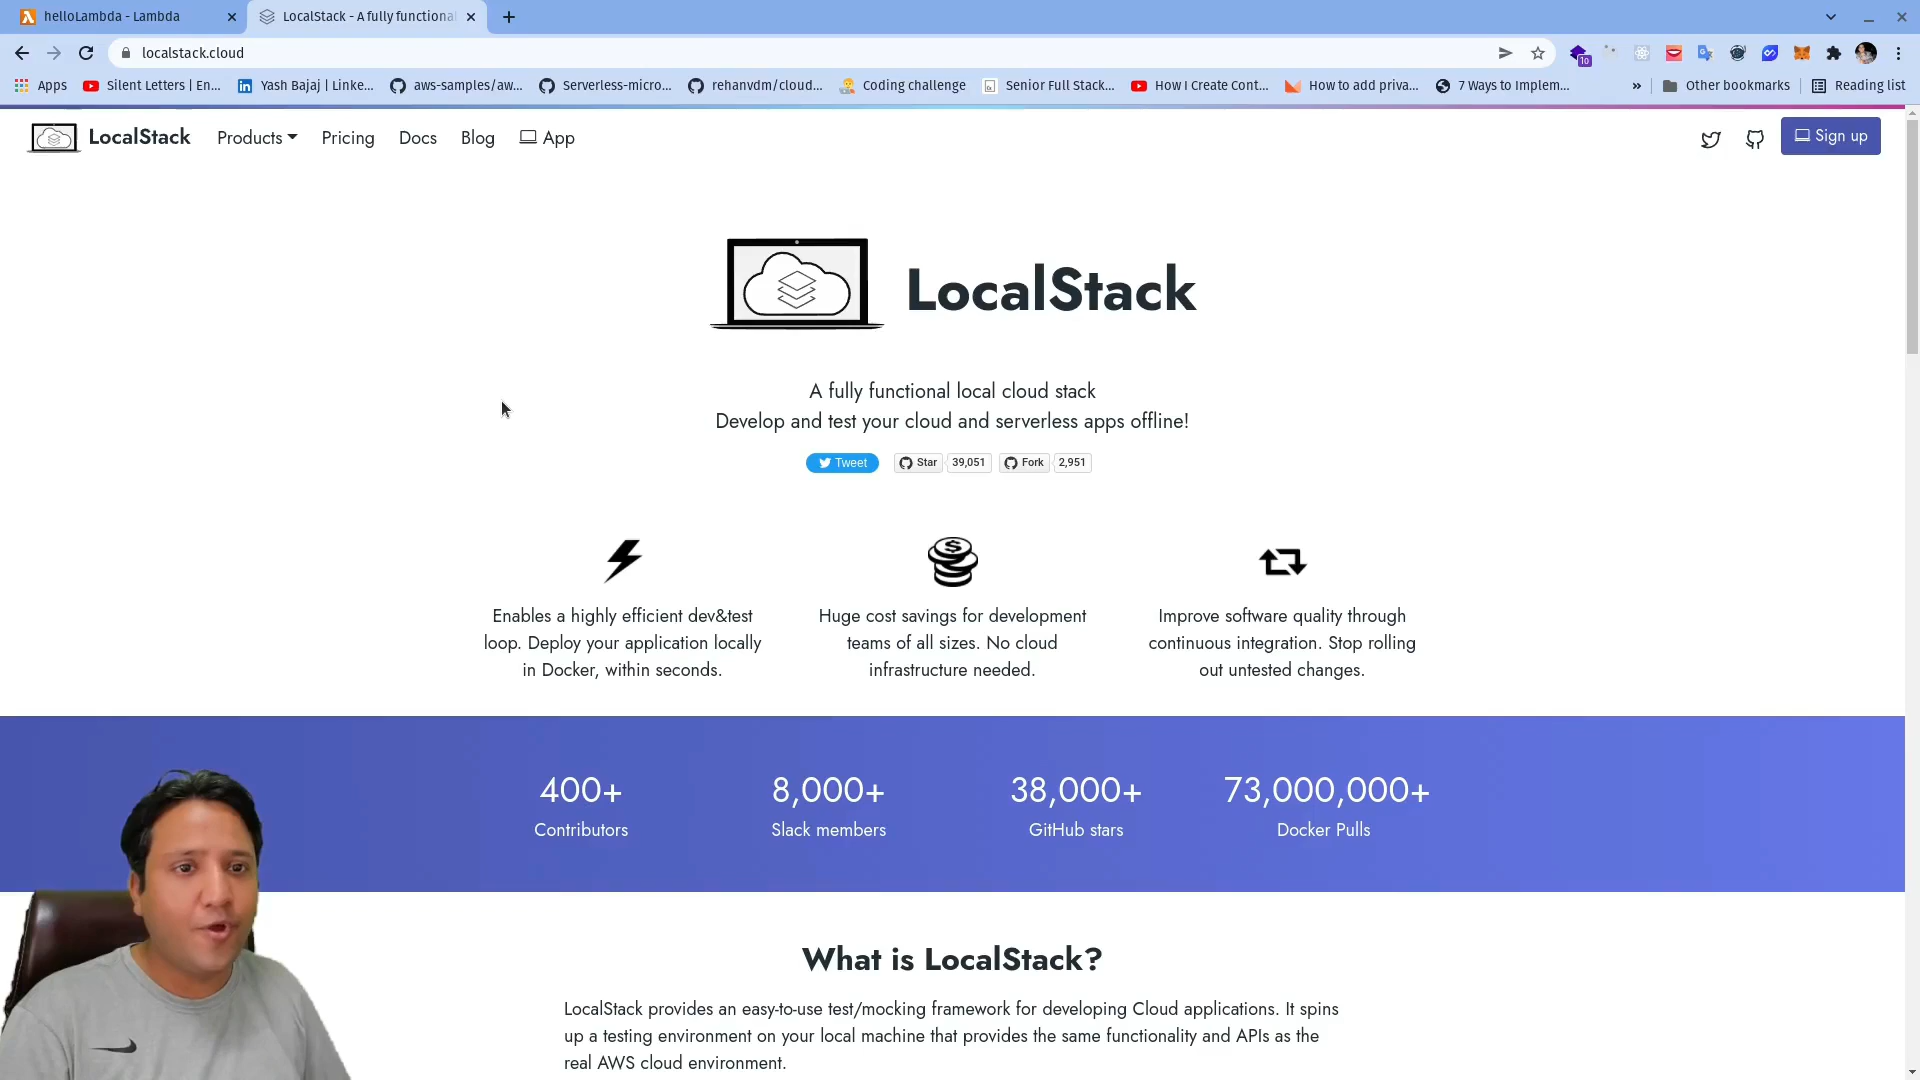 helloLambda - Lambda
LocalStack - A fully functional
localstack.cloud
10
Apps
Silent Letters | En...
Yash Bajaj | Linke...
aws-samples/aw...
Serverless-micro...
rehanvdm/cloud...
Coding challenge
Senior Full Stack...
How I Create Cont...
How to add priva...
7 Ways to Implem...
»
Other bookmarks
Reading list
LocalStack
Products
Pricing
Docs
Blog
App
Sign up
LocalStack
A fully functional local cloud stack
Develop and test your cloud and serverless apps offline!
Tweet
Star
39,051
Fork
2,951
Enables a highly efficient dev&test
loop. Deploy your application locally
in Docker, within seconds.
Huge cost savings for development
teams of all sizes. No cloud
infrastructure needed.
Improve software quality through
continuous integration. Stop rolling
out untested changes.
400+
Contributors
8,000+
Slack members
38,000+
GitHub stars
73,000,000+
Docker Pulls
What is LocalStack?
LocalStack provides an easy-to-use test/mocking framework for developing Cloud applications. It spins
up a testing environment on your local machine that provides the same functionality and APIs as the
real AWS cloud environment.